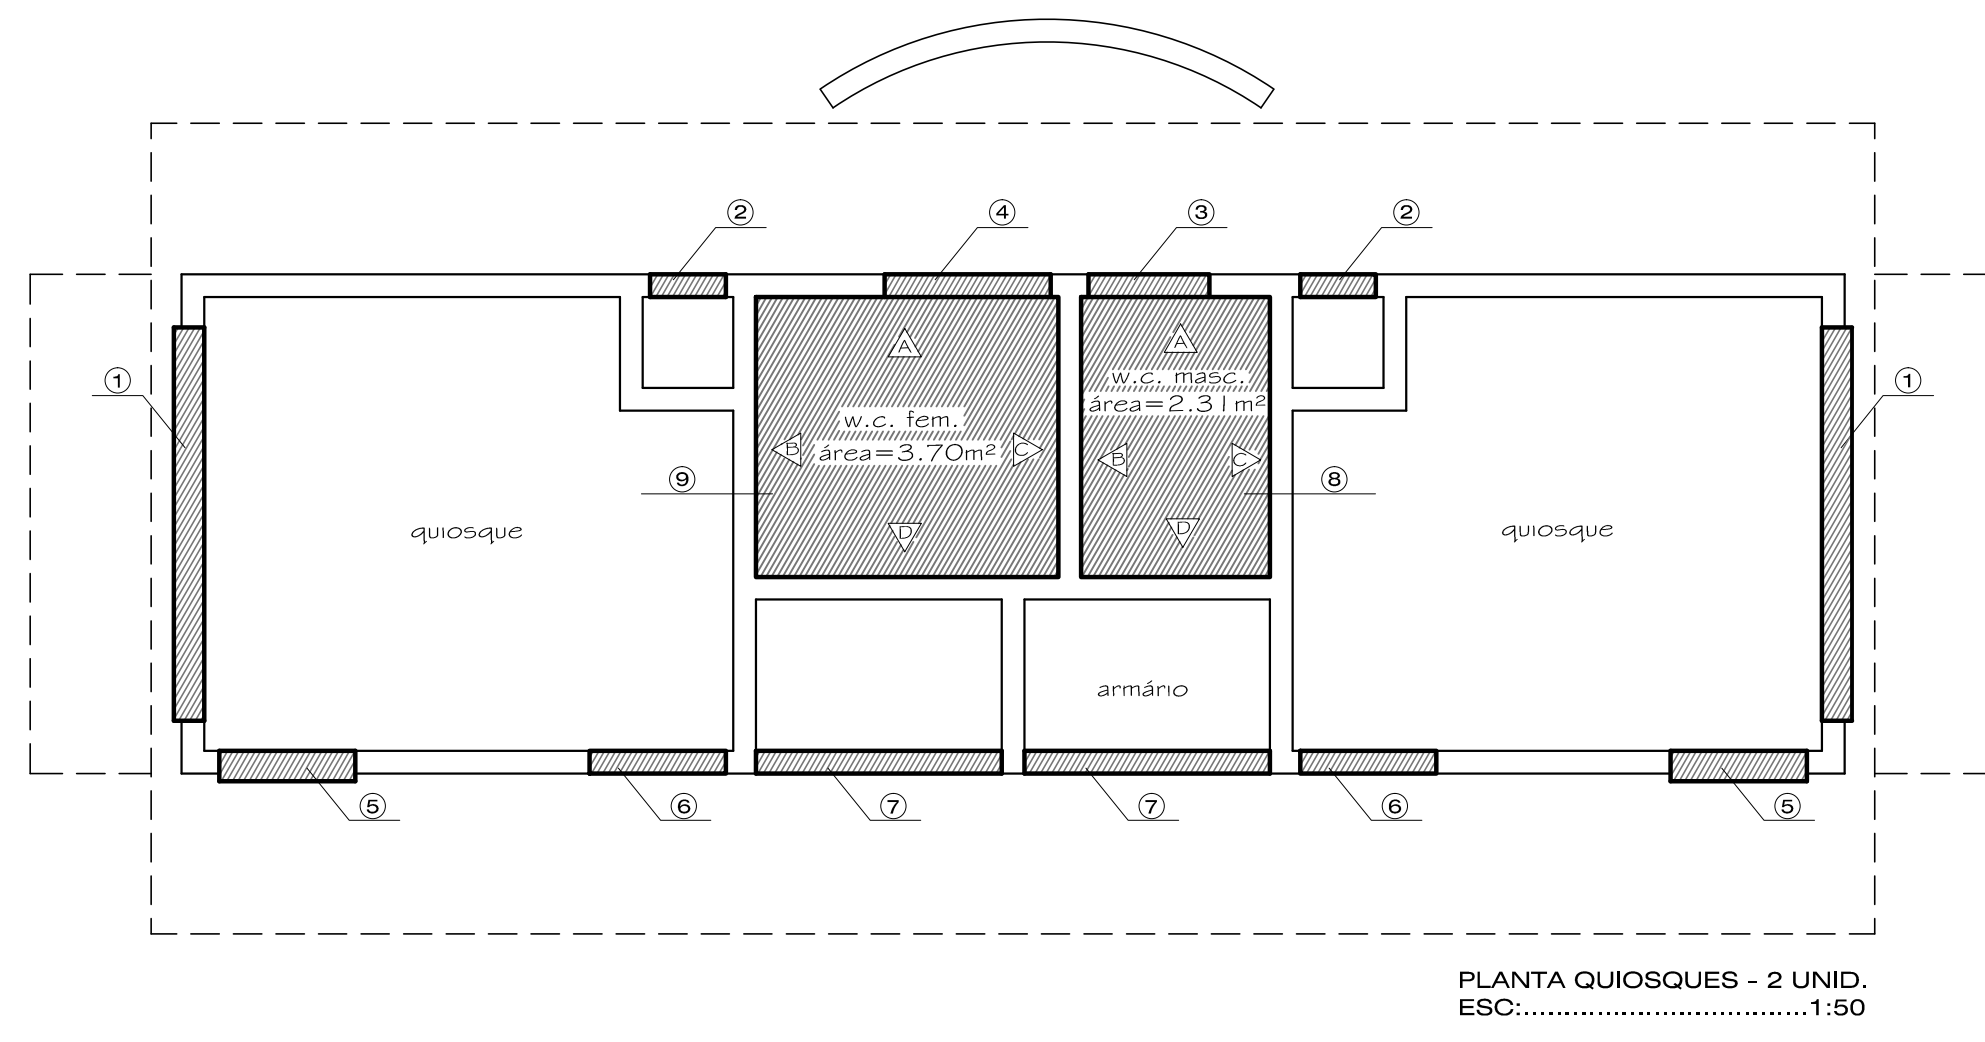 2 4 3 2
1 1
A A
w.c. masc.
área=2.31m²
w.c. fem.
área=3.70m²
B C B C
9 8
D D
quiosque quiosque
armário
5 6 7 7 6 5
PLANTA QUIOSQUES - 2 UNID.
ESC:..................................1:50